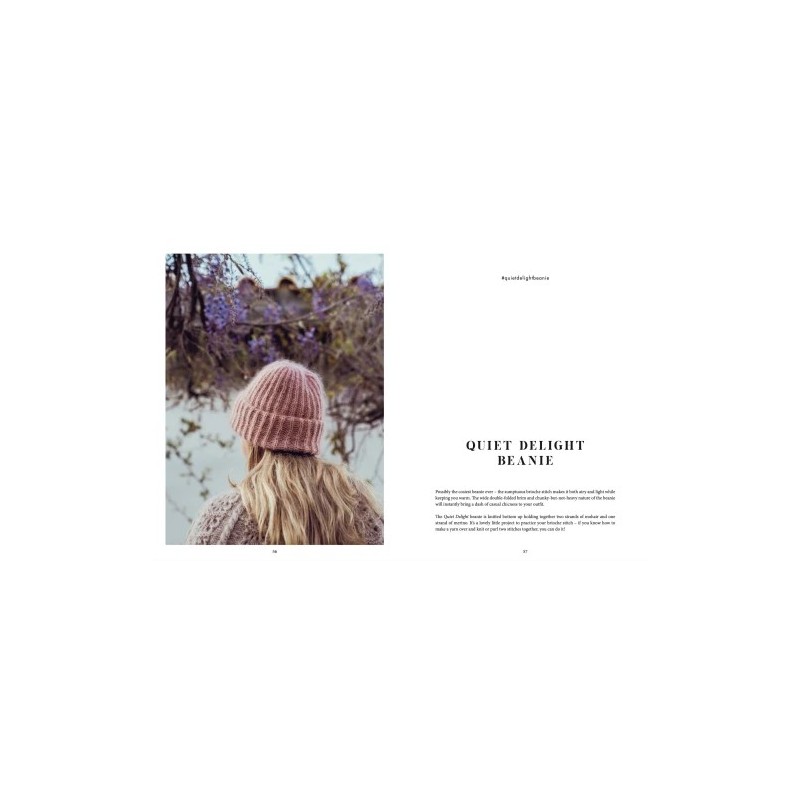 #quietdelightbeanie
QUIET DELIGHT
BEANIE
Possibly the coziest beanie ever – the sumptuous brioche stitch makes it both airy and light while
keeping you warm. The wide double-folded brim and chunky-but-not-heavy nature of the beanie
will instantly bring a dash of casual chicness to your outfit.
The Quiet Delight beanie is knitted bottom up holding together two strands of mohair and one
strand of merino. It's a lovely little project to practice your brioche stitch – if you know how to
make a yarn over and knit or purl two stitches together, you can do it!
36
37